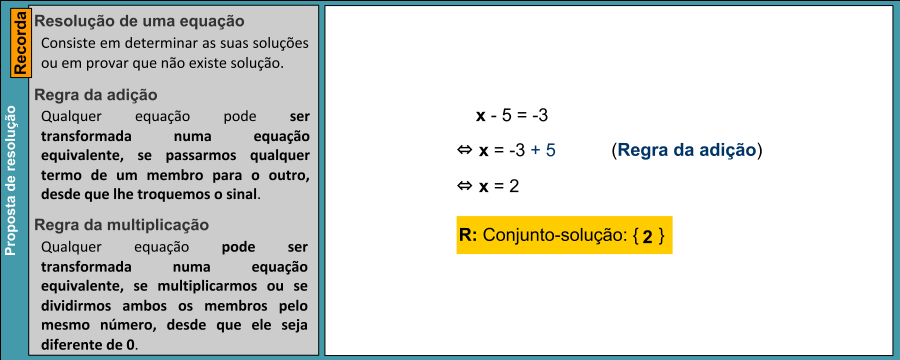 Proposta de resolução
Recorda
Resolução de uma equação
Consiste em determinar as suas soluções
ou em provar que não existe solução.
Regra da adição
Qualquer equação pode ser
transformada numa equação
equivalente, se passarmos qualquer
termo de um membro para o outro,
desde que lhe troquemos o sinal.
Regra da multiplicação
Qualquer equação pode ser
transformada numa equação
equivalente, se multiplicarmos ou se
dividirmos ambos os membros pelo
mesmo número, desde que ele seja
diferente de 0.
x - 5 = -3
⇔ x = -3 + 5 (Regra da adição)
⇔ x = 2
R: Conjunto-solução: { 2 }